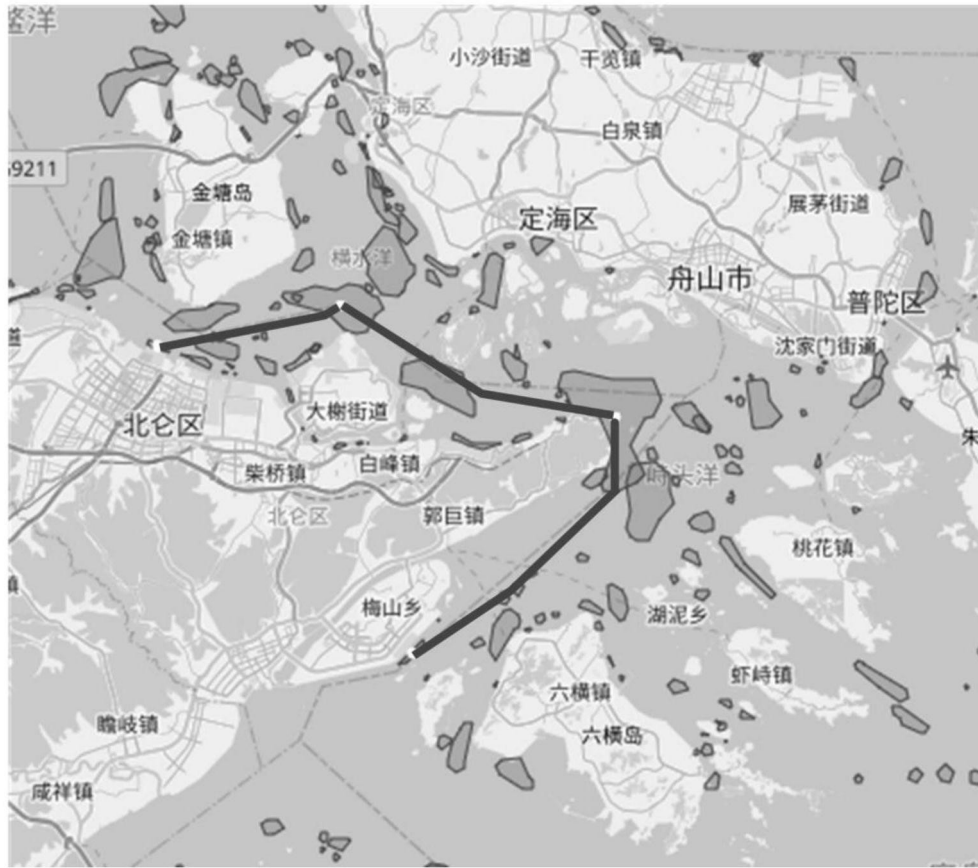 小沙街道
干览镇
定海区
白泉镇
59211
金塘岛
展茅街道
定海区
金塘镇
横水洋
舟山市
普陀区
沈家门街道
大榭街道
北仑区
白峰镇
柴桥镇
峙头洋
北仑区
郭巨镇
桃花镇
梅山乡
湖泥乡
虾峙镇
六横镇
瞻岐镇
六横岛
咸祥镇